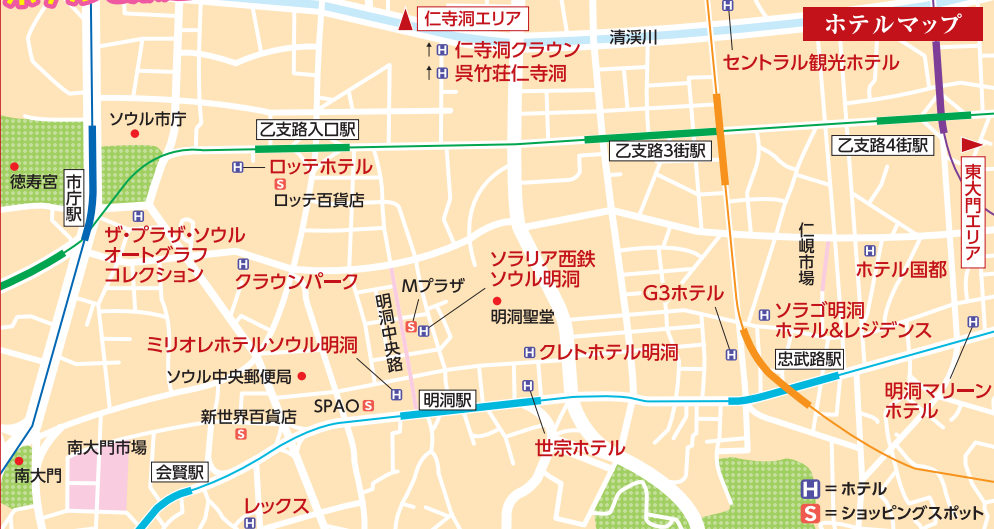 仁寺洞エリア
ホテルマップ
↑H 仁寺洞クラウン
↑H 呉竹荘仁寺洞
清渓川
H
セントラル観光ホテル
ソウル市庁
乙支路入口駅
乙支路3街駅
乙支路4街駅
徳寿宮
市庁駅
H ロッテホテル
S
ロッテ百貨店
東大門エリア
H
ザ・プラザ・ソウル
オートグラフ
コレクション
H
クラウンパーク
Mプラザ
S H
ソラリア西鉄
ソウル明洞
明洞聖堂
明洞中央路
仁峴市場
H
ホテル国都
G3ホテル
H
H ソラゴ明洞
ホテル&レジデンス
H
ミリオレホテルソウル明洞
H
H クレトホテル明洞
忠武路駅
ソウル中央郵便局
明洞マリーン
ホテル
新世界百貨店
S
SPAO S
明洞駅
H
世宗ホテル
南大門市場
南大門
会賢駅
レックス
H
H =ホテル
S =ショッピングスポット